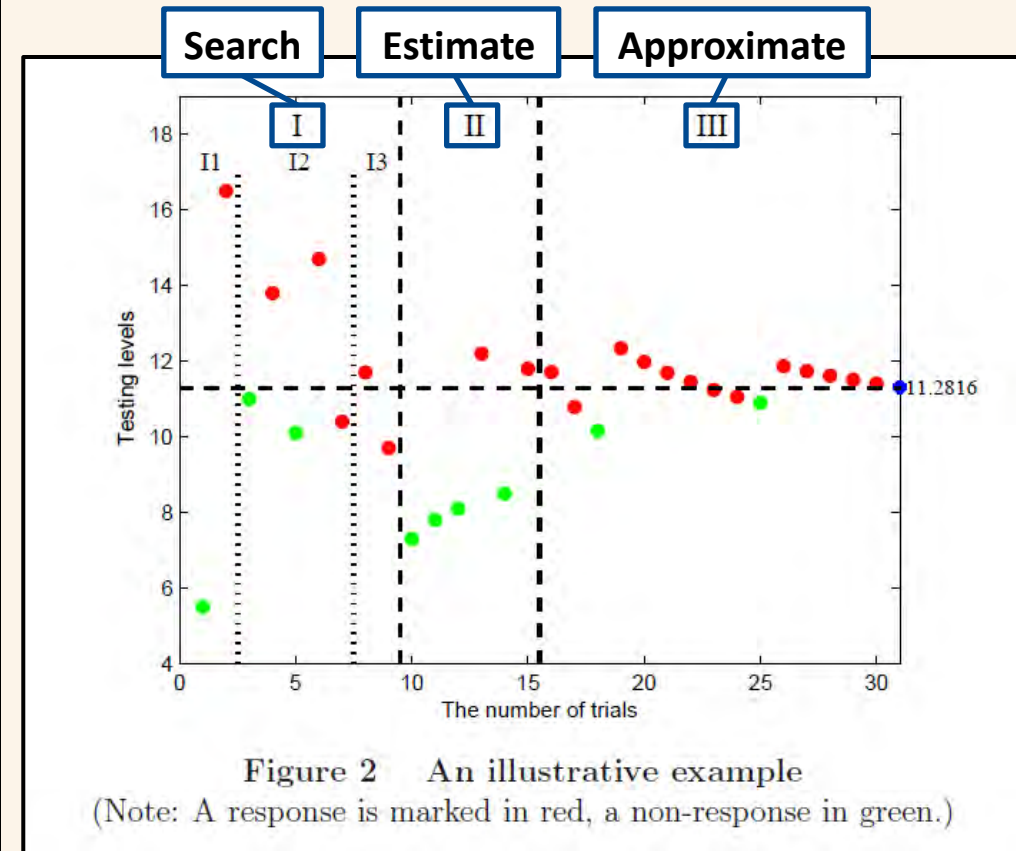 Search Estimate Approximate
I II III
I1 I2 I3
18
16
14
12
10
8
6
4
Testing levels
11.2816
0 5 10 15 20 25 30
The number of trials
Figure 2 An illustrative example
(Note: A response is marked in red, a non-response in green.)